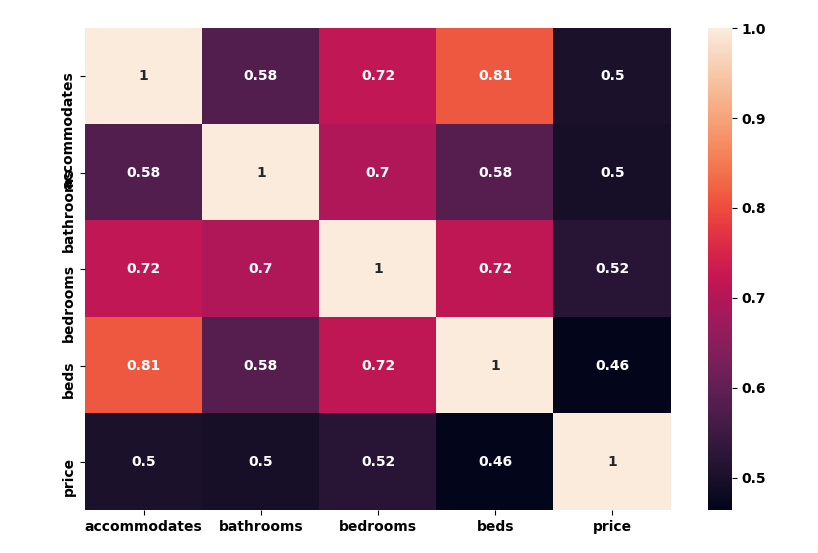 accommodates 1 0.58 0.72 0.81 0.5
bathrooms 0.58 1 0.7 0.58 0.5
bedrooms 0.72 0.7 1 0.72 0.52
beds 0.81 0.58 0.72 1 0.46
price 0.5 0.5 0.52 0.46 1
accommodates bathrooms bedrooms beds price
1.0
0.9
0.8
0.7
0.6
0.5